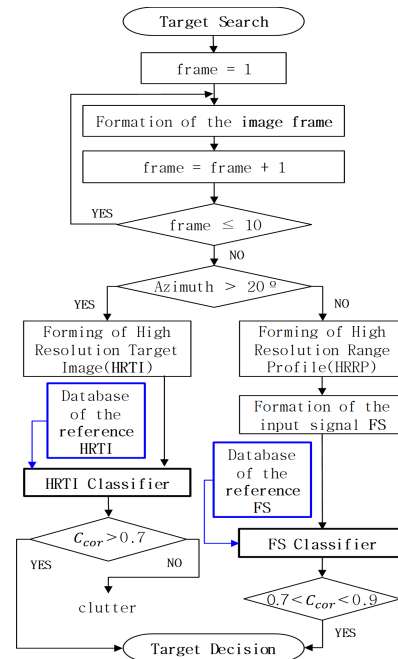 Target Search
frame = 1
Formation of the image frame
frame = frame + 1
YES
frame ≤ 10
NO
Azimuth > 20 º
YES
NO
Forming of High
Resolution Target
Image(HRTI)
Forming of High
Resolution Range
Profile(HRRP)
Database
of the
reference
HRTI
Formation of the
input signal FS
Database
of the
reference
FS
HRTI Classifier
FS Classifier
C_cor>0.7
YES
NO
clutter
0.7<C_cor<0.9
YES
Target Decision